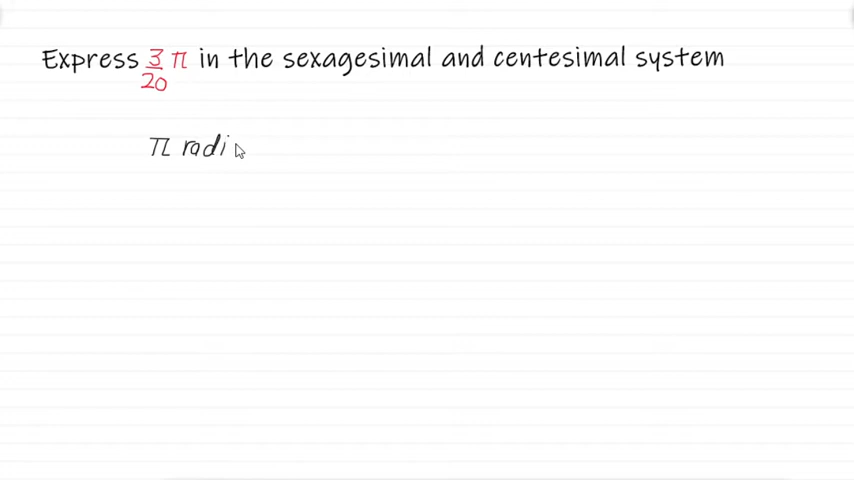 Express 3/20 π in the sexagesimal and centesimal system
π radi